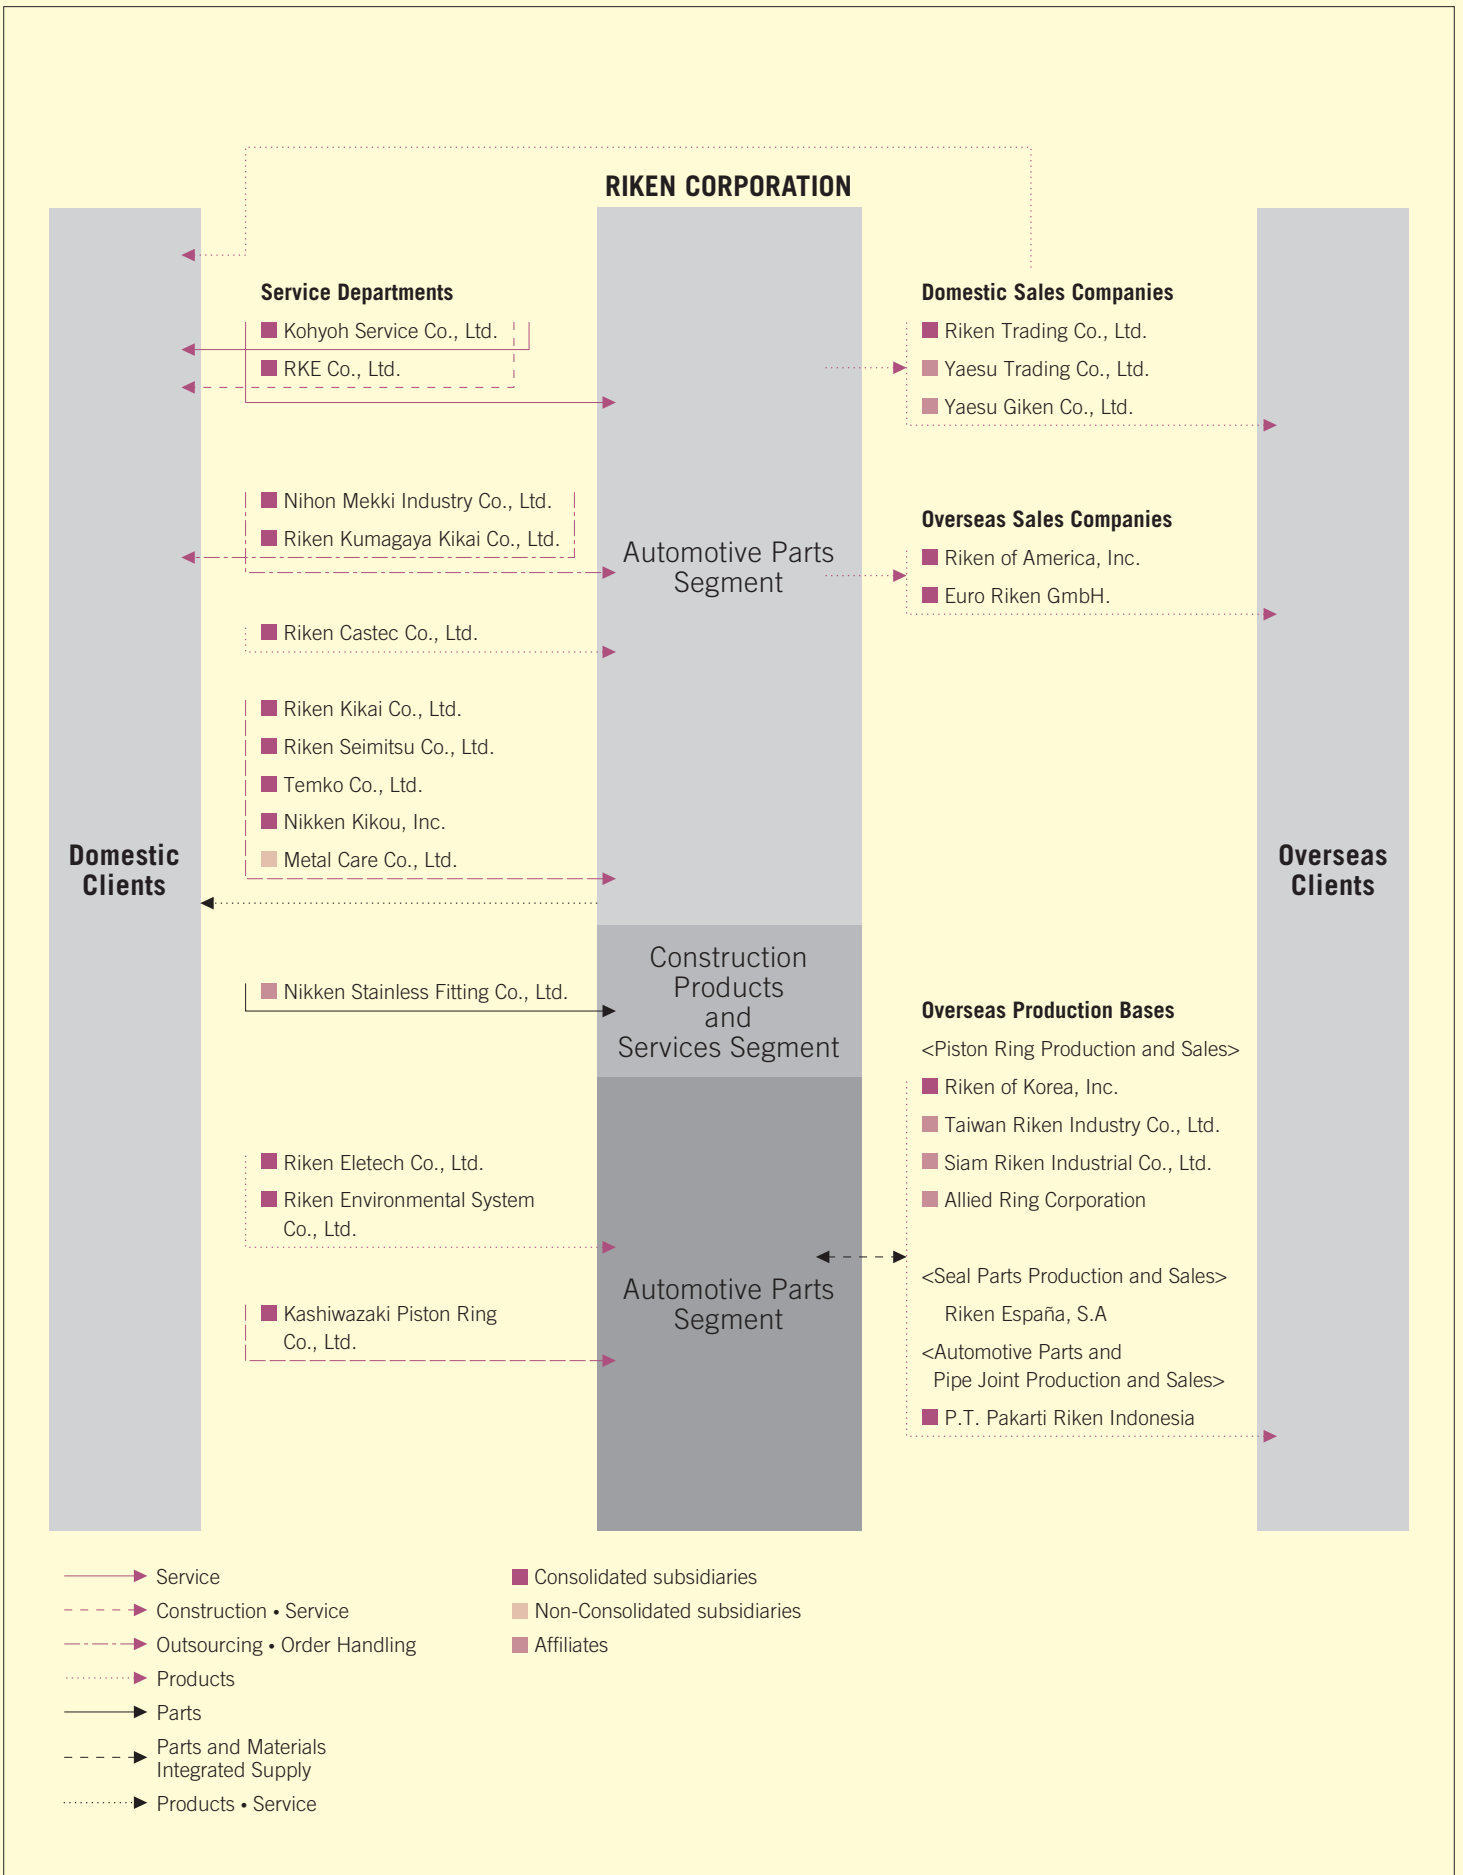 RIKEN CORPORATION
Domestic
Clients
Service Departments
Kohyoh Service Co., Ltd.
RKE Co., Ltd.
Nihon Mekki Industry Co., Ltd.
Riken Kumagaya Kikai Co., Ltd.
Riken Castec Co., Ltd.
Riken Kikai Co., Ltd.
Riken Seimitsu Co., Ltd.
Temko Co., Ltd.
Nikken Kikou, Inc.
Metal Care Co., Ltd.
Nikken Stainless Fitting Co., Ltd.
Riken Eletech Co., Ltd.
Riken Environmental System
Co., Ltd.
Kashiwazaki Piston Ring
Co., Ltd.
Automotive Parts
Segment
Construction
Products
and
Services Segment
Automotive Parts
Segment
Domestic Sales Companies
Riken Trading Co., Ltd.
Yaesu Trading Co., Ltd.
Yaesu Giken Co., Ltd.
Overseas Sales Companies
Riken of America, Inc.
Euro Riken GmbH.
Overseas Production Bases
<Piston Ring Production and Sales>
Riken of Korea, Inc.
Taiwan Riken Industry Co., Ltd.
Siam Riken Industrial Co., Ltd.
Allied Ring Corporation
<Seal Parts Production and Sales>
Riken España, S.A
<Automotive Parts and
Pipe Joint Production and Sales>
P.T. Pakarti Riken Indonesia
Overseas
Clients
Service
Construction • Service
Outsourcing • Order Handling
Products
Parts
Parts and Materials
Integrated Supply
Products • Service
Consolidated subsidiaries
Non-Consolidated subsidiaries
Affiliates